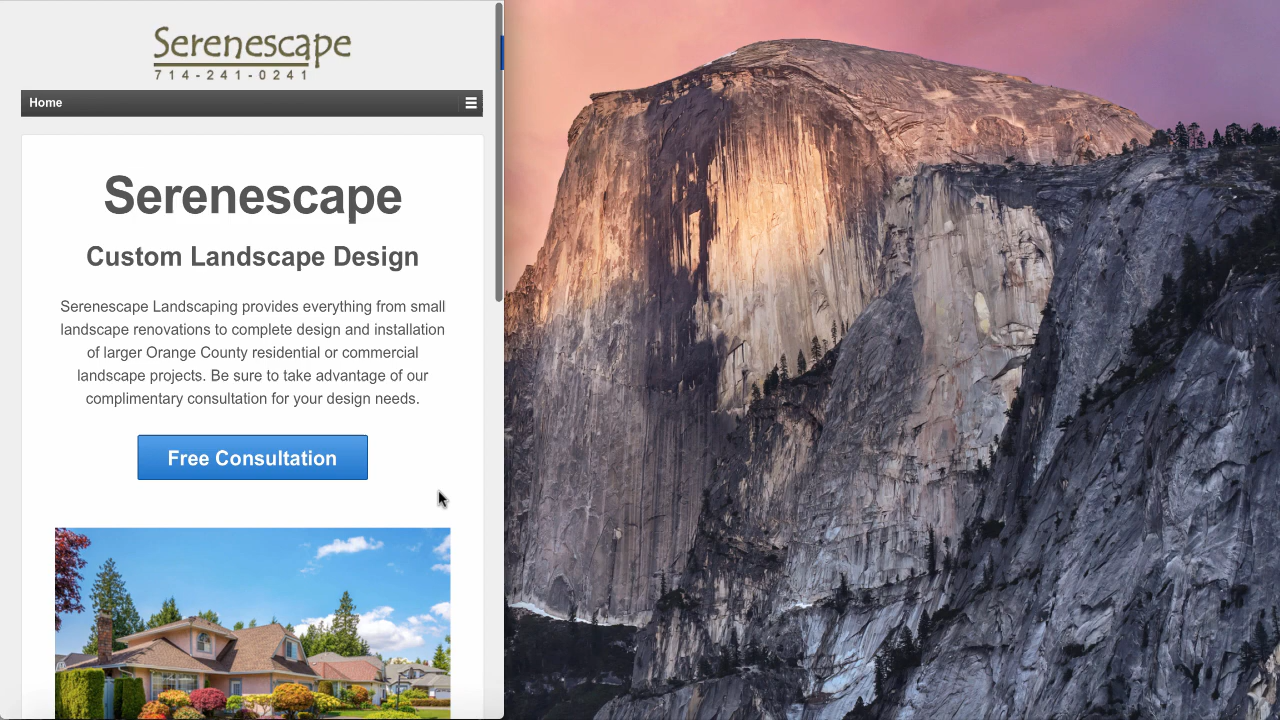 Serenescape
714-241-0241
Home
Serenescape
Custom Landscape Design
Serenescape Landscaping provides everything from small
landscape renovations to complete design and installation
of larger Orange County residential or commercial
landscape projects. Be sure to take advantage of our
complimentary consultation for your design needs.
Free Consultation